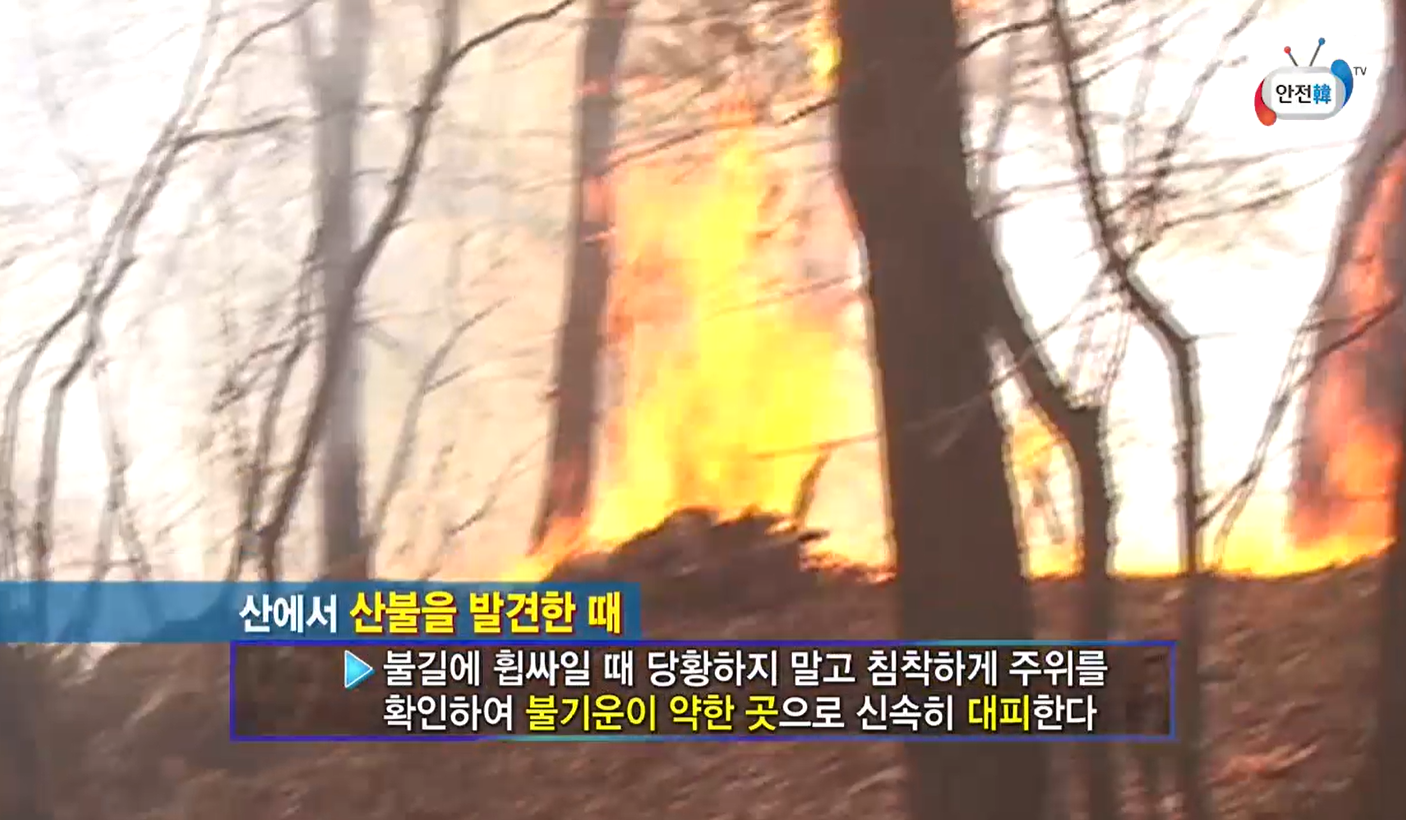 안전韓 TV
산에서 산불을 발견한 때
불길에 휩싸일 때 당황하지 말고 침착하게 주위를
확인하여 불기운이 약한 곳으로 신속히 대피한다